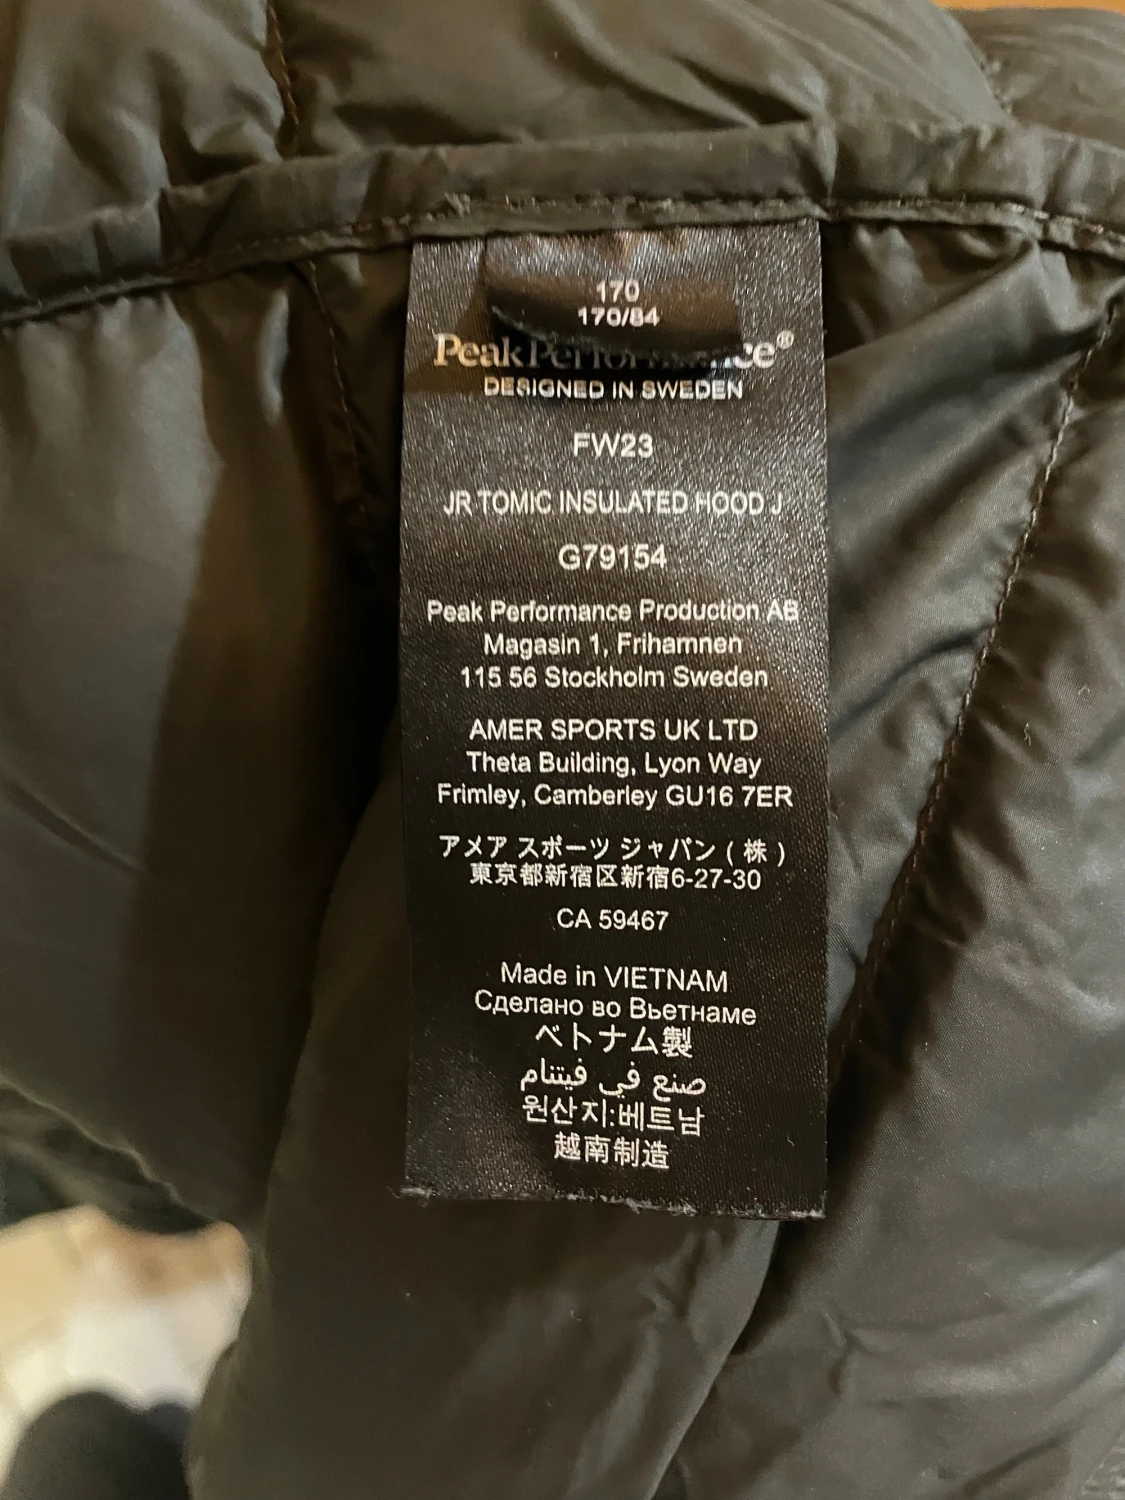 170
170/84
Peak Performance®
DESIGNED IN SWEDEN
FW23
JR TOMIC INSULATED HOOD J
G79154
Peak Performance Production AB
Magasin 1, Frihamnen
115 56 Stockholm Sweden
AMER SPORTS UK LTD
Theta Building, Lyon Way
Frimley, Camberley GU16 7ER
アメア スポーツ ジャパン ( 株 )
東京都新宿区新宿6-27-30
CA 59467
Made in VIETNAM
Сделано во Вьетнаме
ベトナム製
صنع في فيتنام
원산지:베트남
越南制造